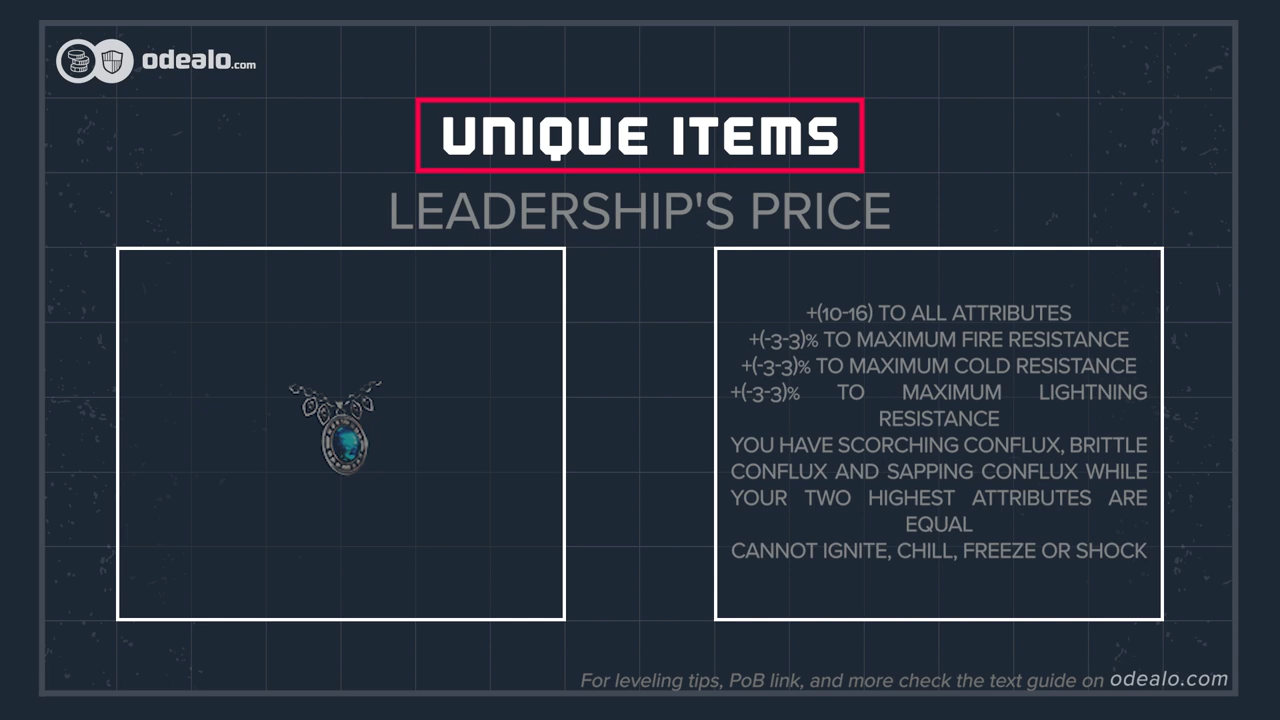 odealo.com
UNIQUE ITEMS
LEADERSHIP'S PRICE
+(10-16) TO ALL ATTRIBUTES
+(-3-3)% TO MAXIMUM FIRE RESISTANCE
+(-3-3)% TO MAXIMUM COLD RESISTANCE
+(-3-3)% TO MAXIMUM LIGHTNING
RESISTANCE
YOU HAVE SCORCHING CONFLUX, BRITTLE
CONFLUX AND SAPPING CONFLUX WHILE
YOUR TWO HIGHEST ATTRIBUTES ARE
EQUAL
CANNOT IGNITE, CHILL, FREEZE OR SHOCK
For leveling tips, PoB link, and more check the text guide on odealo.com